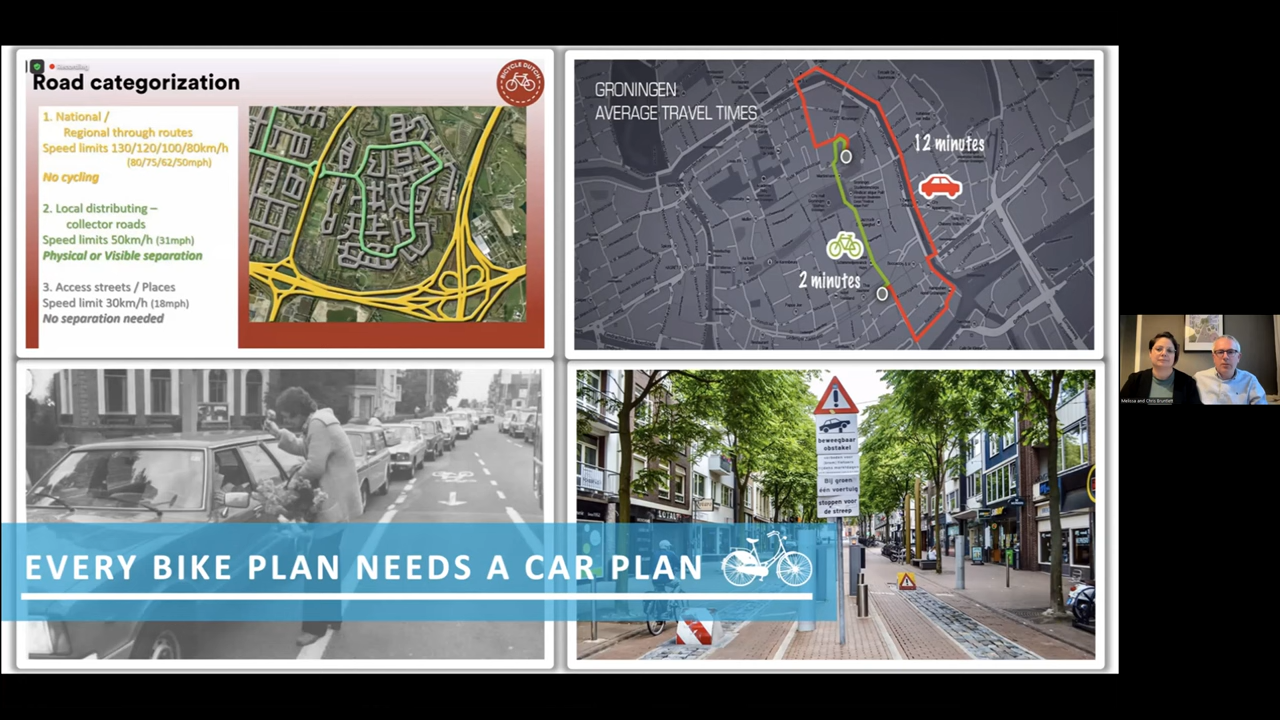 Recording
Road categorization
BICYCLE DUTCH
1. National /
Regional through routes
Speed limits 130/120/100/80km/h
(80/75/62/50mph)
No cycling
2. Local distributing –
collector roads
Speed limits 50km/h (31mph)
Physical or Visible separation
3. Access streets / Places
Speed limit 30km/h (18mph)
No separation needed
GRONINGEN
AVERAGE TRAVEL TIMES
12 minutes
2 minutes
beweegbaar
obstakel
Bij groen
één voertuig
stoppen voor
de streep
EVERY BIKE PLAN NEEDS A CAR PLAN
Melissa and Chris Bruntlett